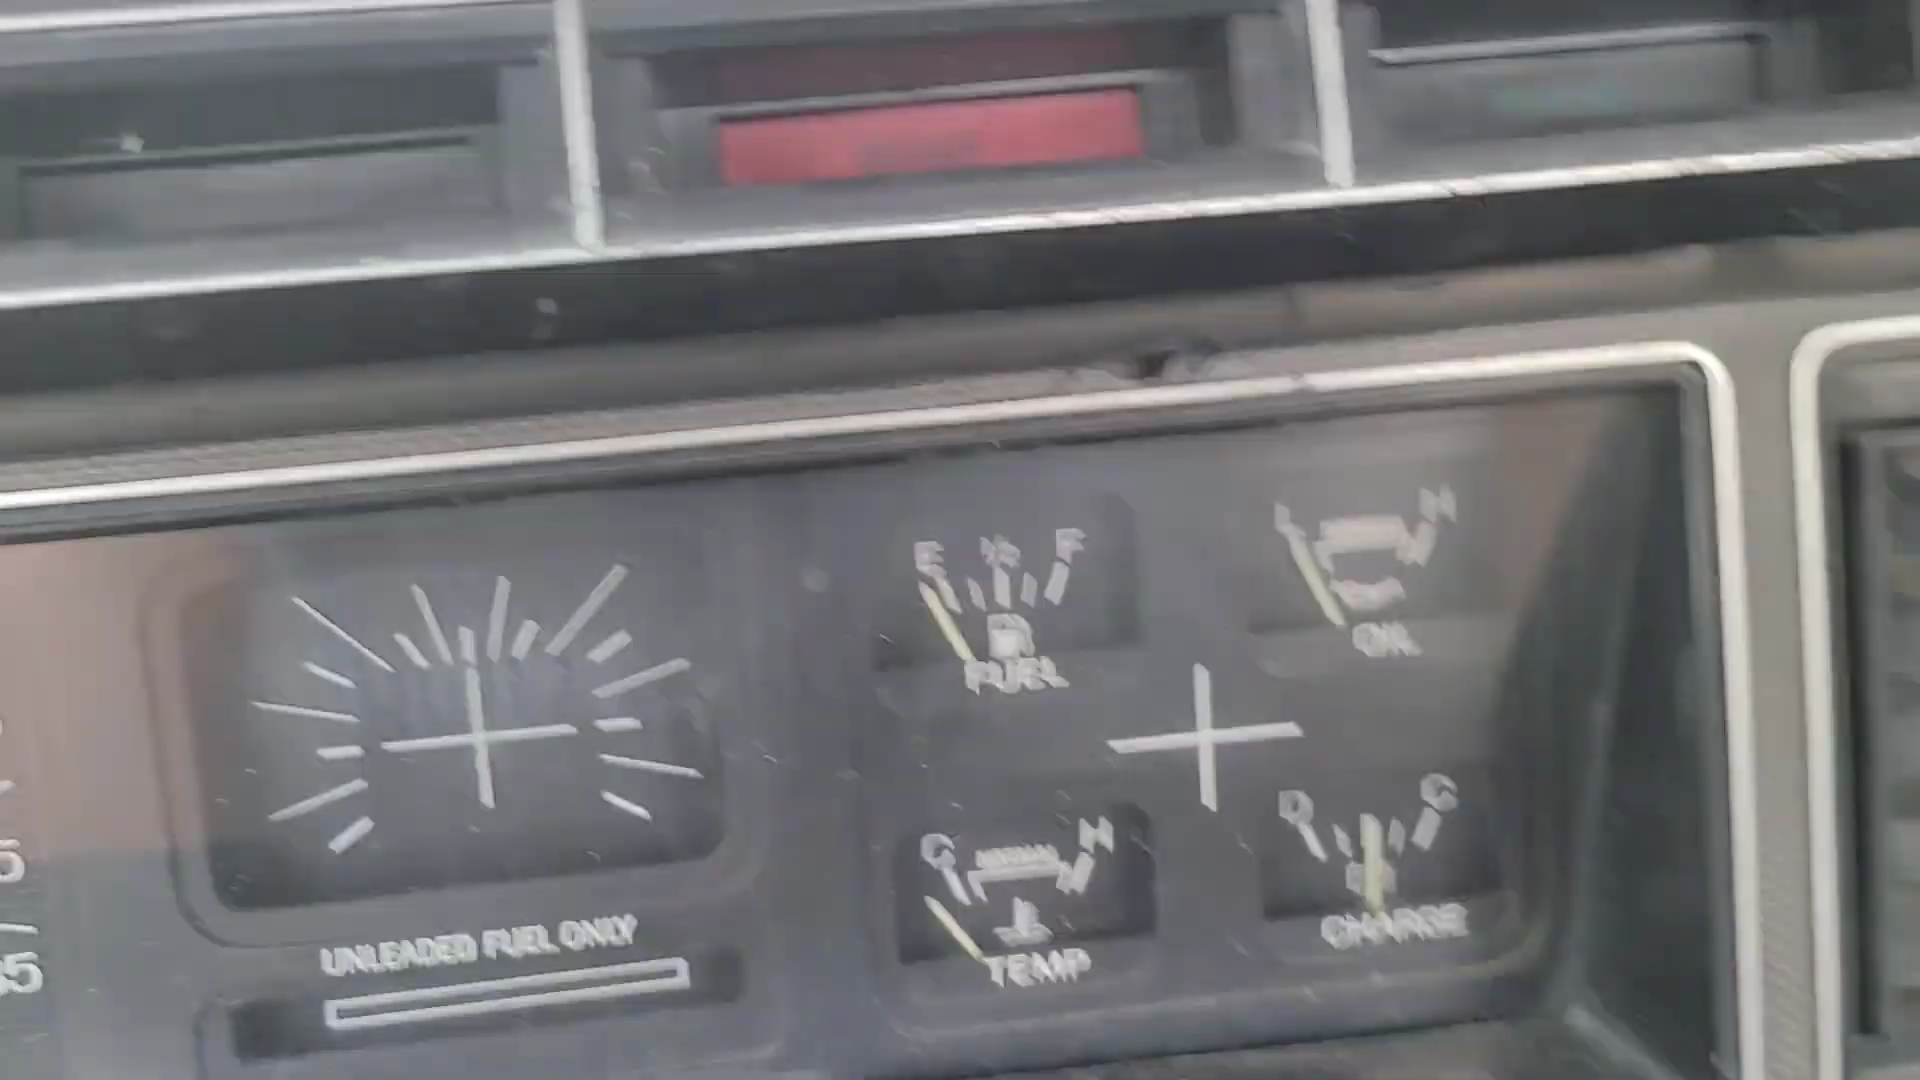 E ½ F
L H
FUEL
OIL
C NORMAL H
D C
UNLEADED FUEL ONLY
TEMP
CHARGE